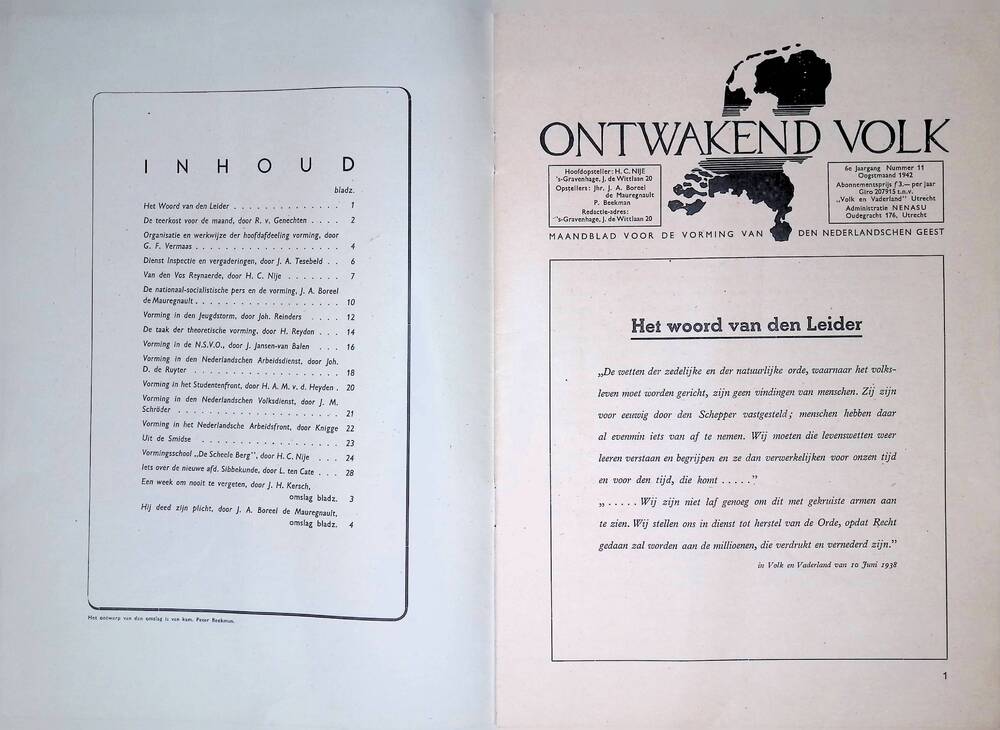 INHOUD
bladz.
Het Woord van den Leider . . . . . . . . . . . . . 1
De teerkost voor de maand, door R. v. Genechten . . . . . 2
Organisatie en werkwijze der hoofdafdeeling vorming, door
G. F. Vermaas . . . . . . . . . . . . . . . . . . 4
Dienst Inspectie en vergaderingen, door J. A. Tesebeld . . 6
Van den Vos Reynaerde, door H. C. Nije . . . . . . . 7
De nationaal-socialistische pers en de vorming, J. A. Boreel
de Mauregnault . . . . . . . . . . . . . . . . . . 10
Vorming in den Jeugdstorm, door Joh. Reinders . . . . 12
De taak der theoretische vorming, door H. Reydon . . . 14
Vorming in de N.S.V.O., door J. Jansen-van Balen . . . 16
Vorming in den Nederlandschen Arbeidsdienst, door Joh.
D. de Ruyter . . . . . . . . . . . . . . . . . . . 18
Vorming in het Studentenfront, door H. A. M. v. d. Heyden . 20
Vorming in den Nederlandschen Volksdienst, door J. M.
Schröder . . . . . . . . . . . . . . . . . . . . 21
Vorming in het Nederlandsche Arbeidsfront, door Knigge 22
Uit de Smidse . . . . . . . . . . . . . . . . . 23
Vormingsschool „De Scheele Berg”, door H. C. Nije . . . 24
Iets over de nieuwe afd. Sibbekunde, door L. ten Cate . . . 28
Een week om nooit te vergeten, door J. H. Kersch,
omslag bladz. 3
Hij deed zijn plicht, door J. A. Boreel de Mauregnault,
omslag bladz. 4
Het ontwerp van den omslag is van kam. Peter Beekman.
ONTWAKEND VOLK
Hoofdopsteller: H. C. NIJE
's-Gravenhage, J. de Wittlaan 20
Opstellers: Jhr. J. A. Boreel
de Mauregnault
P. Beekman
Redactie-adres:
's-Gravenhage, J. de Wittlaan 20
6e Jaargang Nummer 11
Oogstmaand 1942
Abonnementsprijs f 3.— per jaar
Giro 207915 t.n.v.
„Volk en Vaderland” Utrecht
Administratie NENASU
Oudegracht 176, Utrecht
MAANDBLAD VOOR DE VORMING VAN DEN NEDERLANDSCHEN GEEST
Het woord van den Leider
„De wetten der zedelijke en der natuurlijke orde, waarnaar het volks-
leven moet worden gericht, zijn geen vindingen van menschen. Zij zijn
voor eeuwig door den Schepper vastgesteld; menschen hebben daar
al evenmin iets van af te nemen. Wij moeten die levenswetten weer
leeren verstaan en begrijpen en ze dan verwerkelijken voor onzen tijd
en voor den tijd, die komt . . . . .”
„ . . . . . Wij zijn niet laf genoeg om dit met gekruiste armen aan
te zien. Wij stellen ons in dienst tot herstel van de Orde, opdat Recht
gedaan zal worden aan de millioenen, die verdrukt en vernederd zijn.”
in Volk en Vaderland van 10 Juni 1938
1